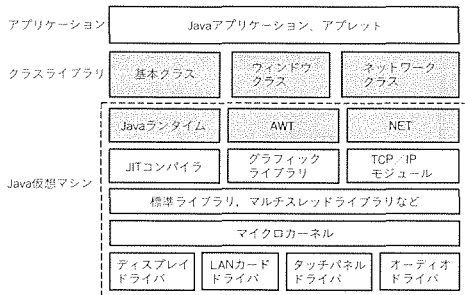 アプリケーション
Javaアプリケーション、アプレット
クラスライブラリ
基本クラス
ウィンドウ
クラス
ネットワーク
クラス
Java仮想マシン
Javaランタイム
AWT
NET
JITコンパイラ
グラフィック
ライブラリ
TCP/IP
モジュール
標準ライブラリ，マルチスレッドライブラリなど
マイクロカーネル
ディスプレイ
ドライバ
LANカード
ドライバ
タッチパネル
ドライバ
オーディオ
ドライバ